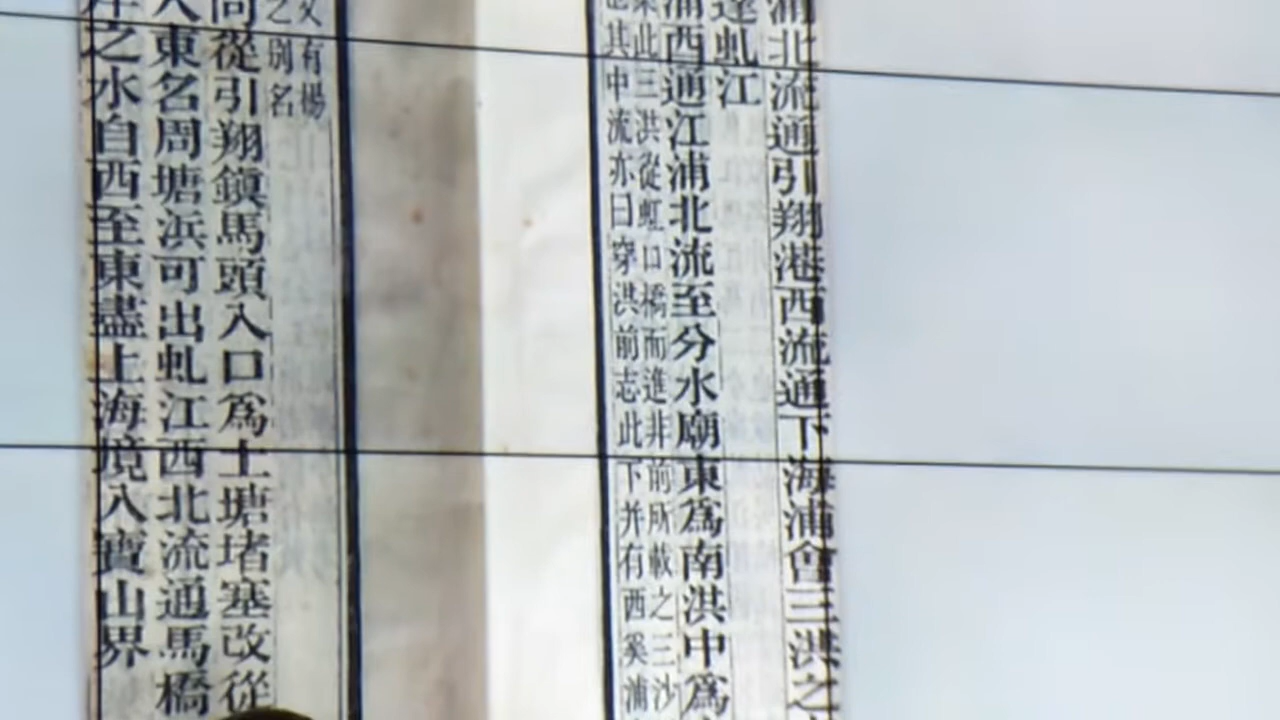 浦北流通引翔港西流通下海浦會三洪之
達虬江
浦西通江浦北流至分水廟東爲南洪中爲
案此三洪從虹口橋而進非前所載之三沙
其中流亦曰穿洪前志此下并有西奚浦
又有楊
之別名
向從引翔鎮馬頭入口爲土塘堵塞改從
入東名周塘浜可出虬江西北流通馬橋
岸之水自西至東盡上海境入寶山界